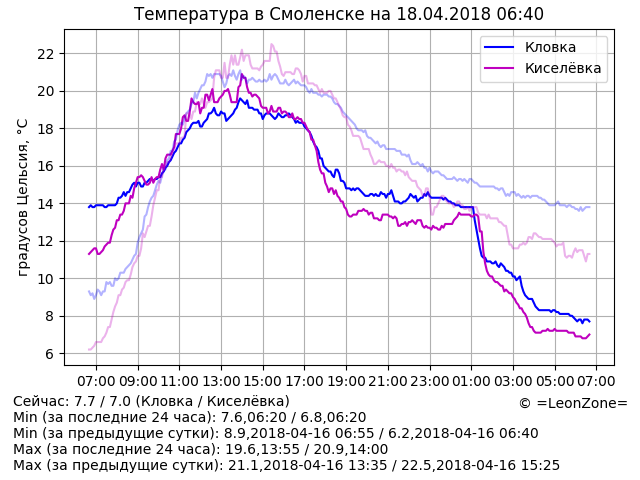 Температура в Смоленске на 18.04.2018 06:40
Кловка
Киселёвка
градусов Цельсия, °C
22
20
18
16
14
12
10
8
6
07:00 09:00 11:00 13:00 15:00 17:00 19:00 21:00 23:00 01:00 03:00 05:00 07:00
Сейчас: 7.7 / 7.0 (Кловка / Киселёвка)
© =LeonZone=
Min (за последние 24 часа): 7.6,06:20 / 6.8,06:20
Min (за предыдущие сутки): 8.9,2018-04-16 06:55 / 6.2,2018-04-16 06:40
Max (за последние 24 часа): 19.6,13:55 / 20.9,14:00
Max (за предыдущие сутки): 21.1,2018-04-16 13:35 / 22.5,2018-04-16 15:25